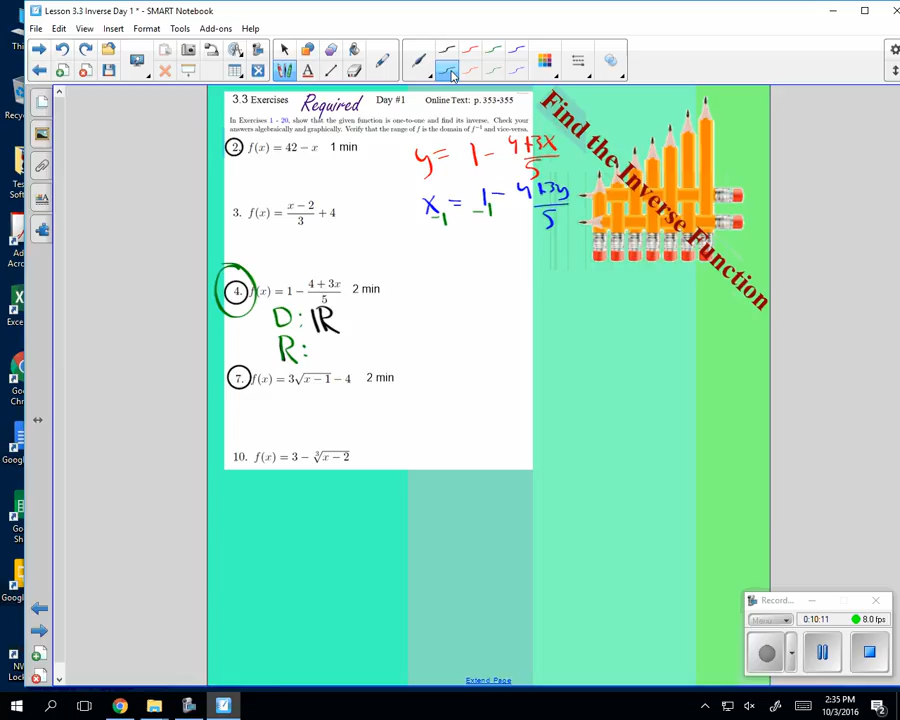 Lesson 3.3 Inverse Day 1 * - SMART Notebook
File Edit View Insert Format Tools Add-ons Help
3.3 Exercises Required Day #1 Online Text: p. 353-355
In Exercises 1 - 20, show that the given function is one-to-one and find its inverse. Check your
answers algebraically and graphically. Verify that the range of f is the domain of f⁻¹ and vice-versa.
2. f(x) = 42 − x 1 min
3. f(x) = (x − 2)/3 + 4
4. f(x) = 1 − (4 + 3x)/5 2 min
D: ℝ
R:
7. f(x) = 3√(x − 1) − 4 2 min
10. f(x) = 3 − ∛(x − 2)
y = 1 − (4+3x)/5
x = 1 − (4+3y)/5
-1 -1
Find the Inverse Function
Extend Page
Record...
Menu
0:10:11 8.0 fps
2:35 PM
10/3/2016